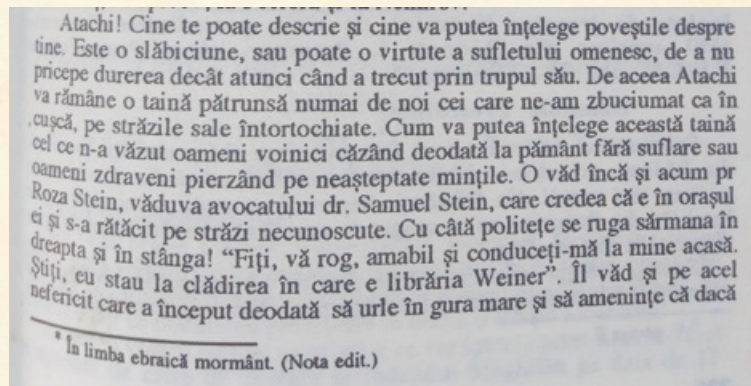 Atachi! Cine te poate descrie și cine va putea înțelege poveștile despre
tine. Este o slăbiciune, sau poate o virtute a sufletului omenesc, de a nu
pricepe durerea decât atunci când a trecut prin trupul său. De aceea Atachi
va rămâne o taină pătrunsă numai de noi cei care ne-am zbuciumat ca în
cușcă, pe străzile sale întortochiate. Cum va putea înțelege această taină
cel ce n-a văzut oameni voinici căzând deodată la pământ fără suflare sau
oameni zdraveni pierzând pe neașteptate mințile. O văd încă și acum pr
Roza Stein, văduva avocatului dr. Samuel Stein, care credea că e în orașul
ei și s-a rătăcit pe străzi necunoscute. Cu câtă politețe se ruga sărmana în
dreapta și în stânga! “Fiți, vă rog, amabil și conduceți-mă la mine acasă.
Știți, eu stau la clădirea în care e librăria Weiner”. Îl văd și pe acel
nefericit care a început deodată să urle în gura mare și să amenințe că dacă
* În limba ebraică mormânt. (Nota edit.)